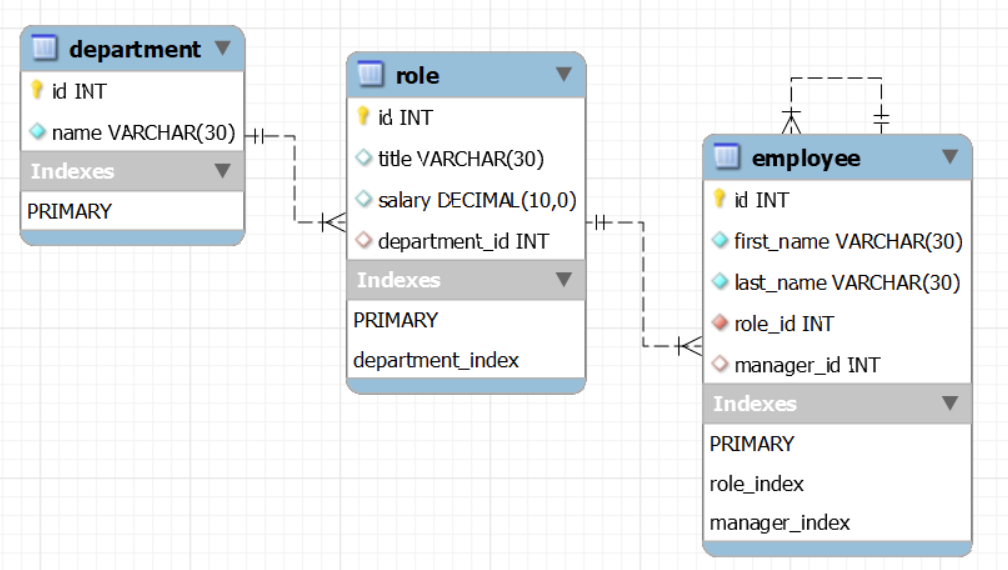 department
id INT
name VARCHAR(30)
Indexes
PRIMARY
role
id INT
title VARCHAR(30)
salary DECIMAL(10,0)
department_id INT
Indexes
PRIMARY
department_index
employee
id INT
first_name VARCHAR(30)
last_name VARCHAR(30)
role_id INT
manager_id INT
Indexes
PRIMARY
role_index
manager_index